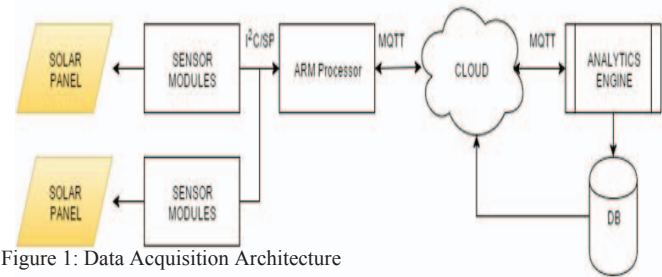 SOLAR
PANEL
SENSOR
MODULES
I²C/SP
ARM Processor
MQTT
CLOUD
MQTT
ANALYTICS
ENGINE
SOLAR
PANEL
SENSOR
MODULES
DB
Figure 1: Data Acquisition Architecture